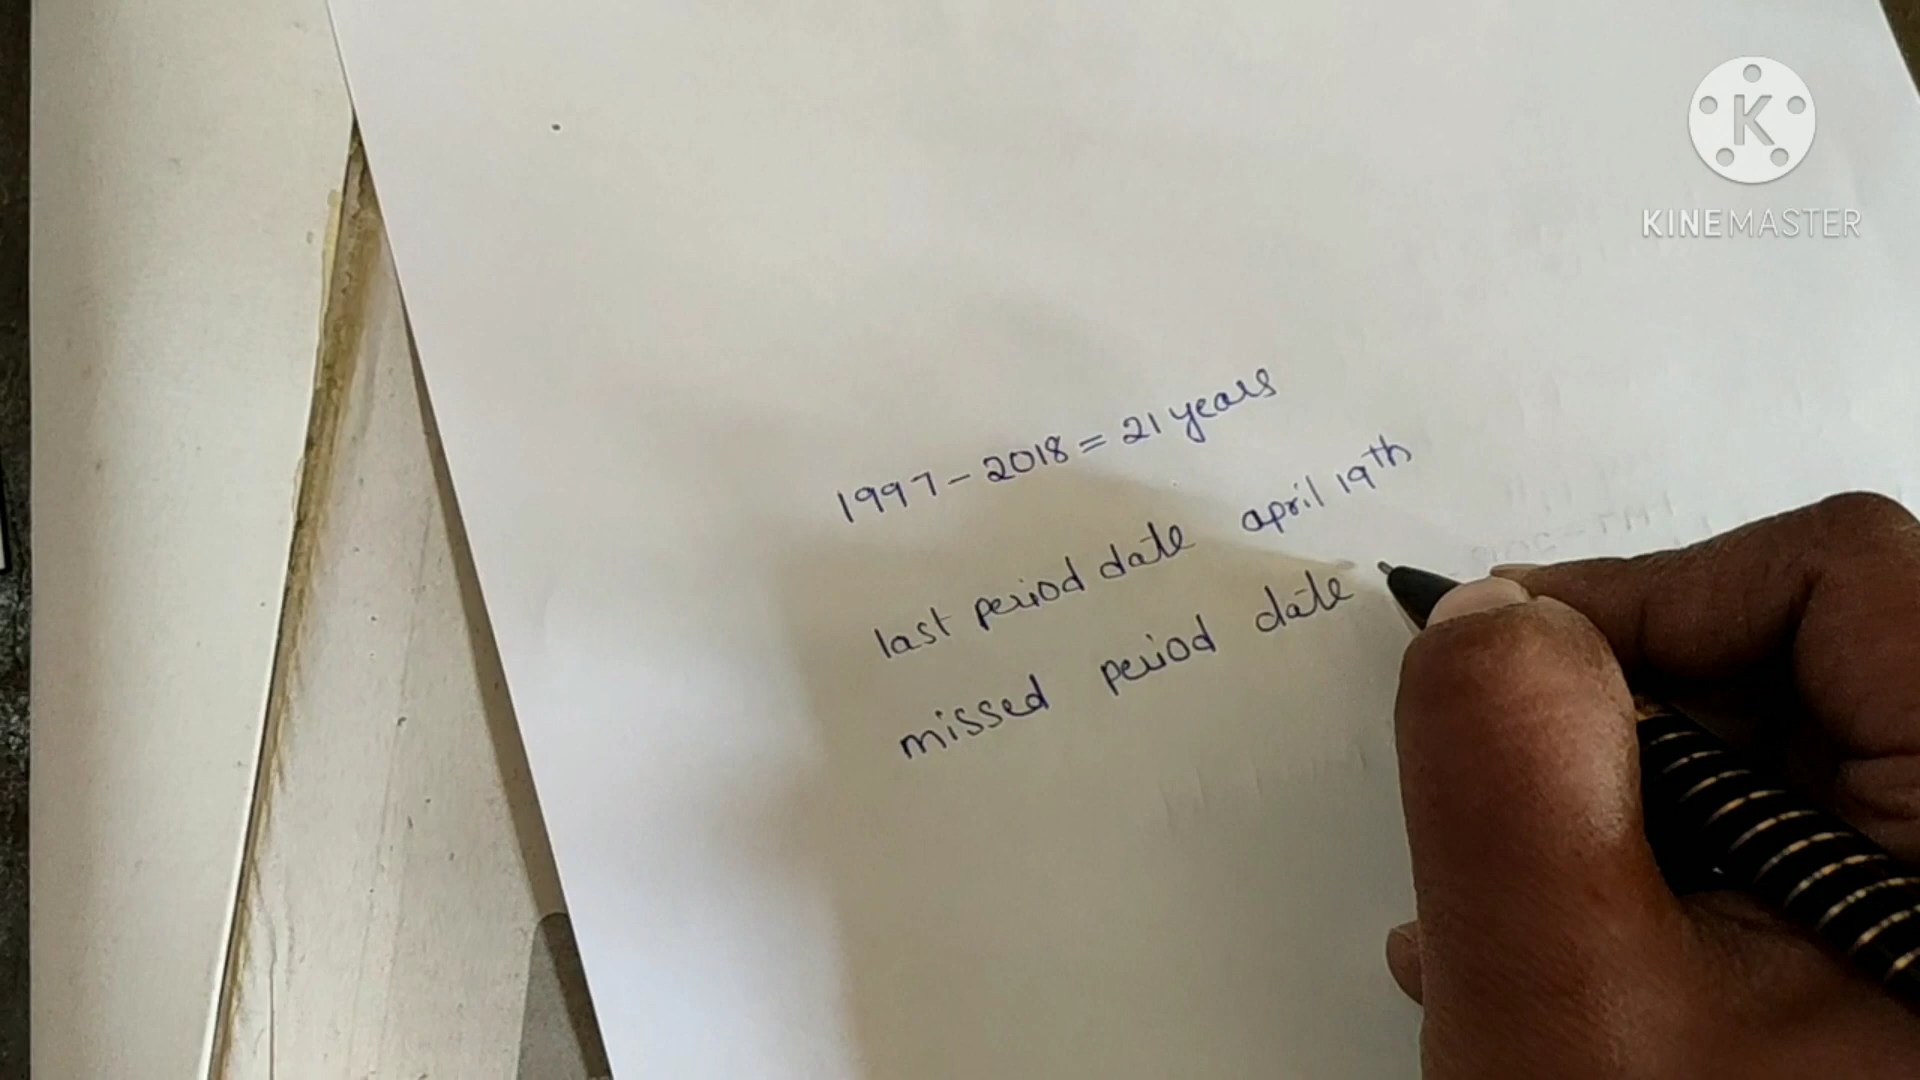 KINEMASTER
1997 - 2018 = 21 years
last period date april 19th
missed period date